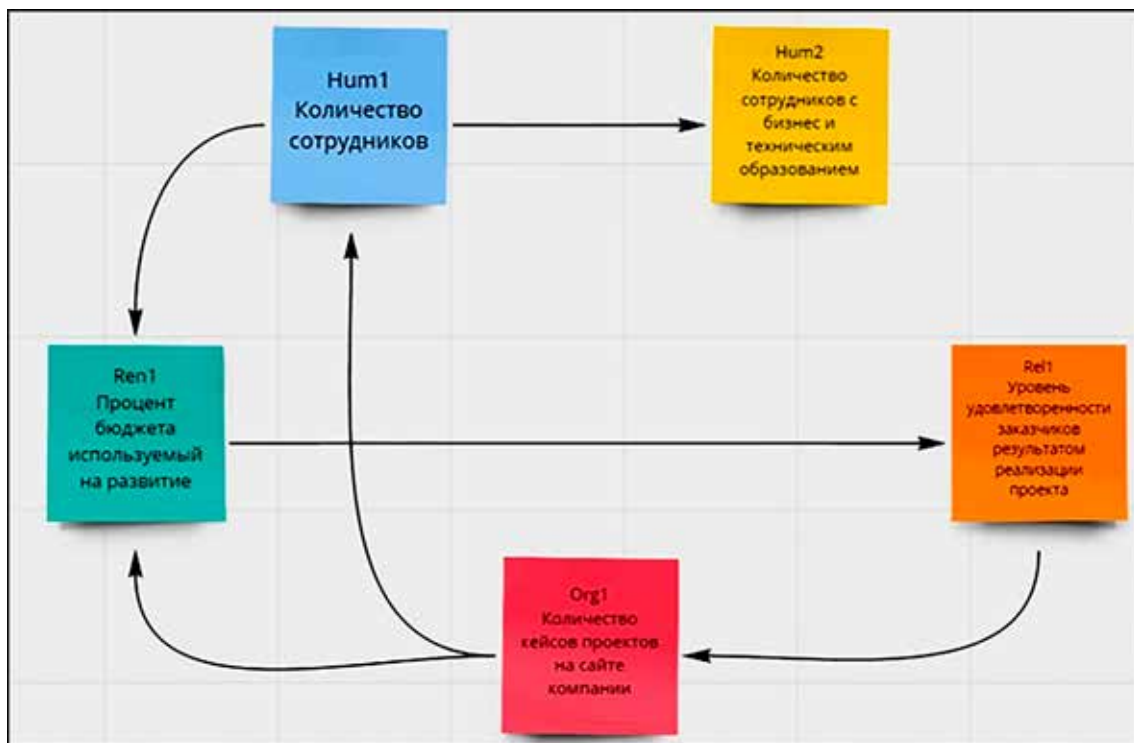 Hum1
Количество
сотрудников
Hum2
Количество
сотрудников с
бизнес и
техническим
образованием
Ren1
Процент
бюджета
используемый
на развитие
Rel1
Уровень
удовлетворенности
заказчиков
результатом
реализации
проекта
Org1
Количество
кейсов проектов
на сайте
компании